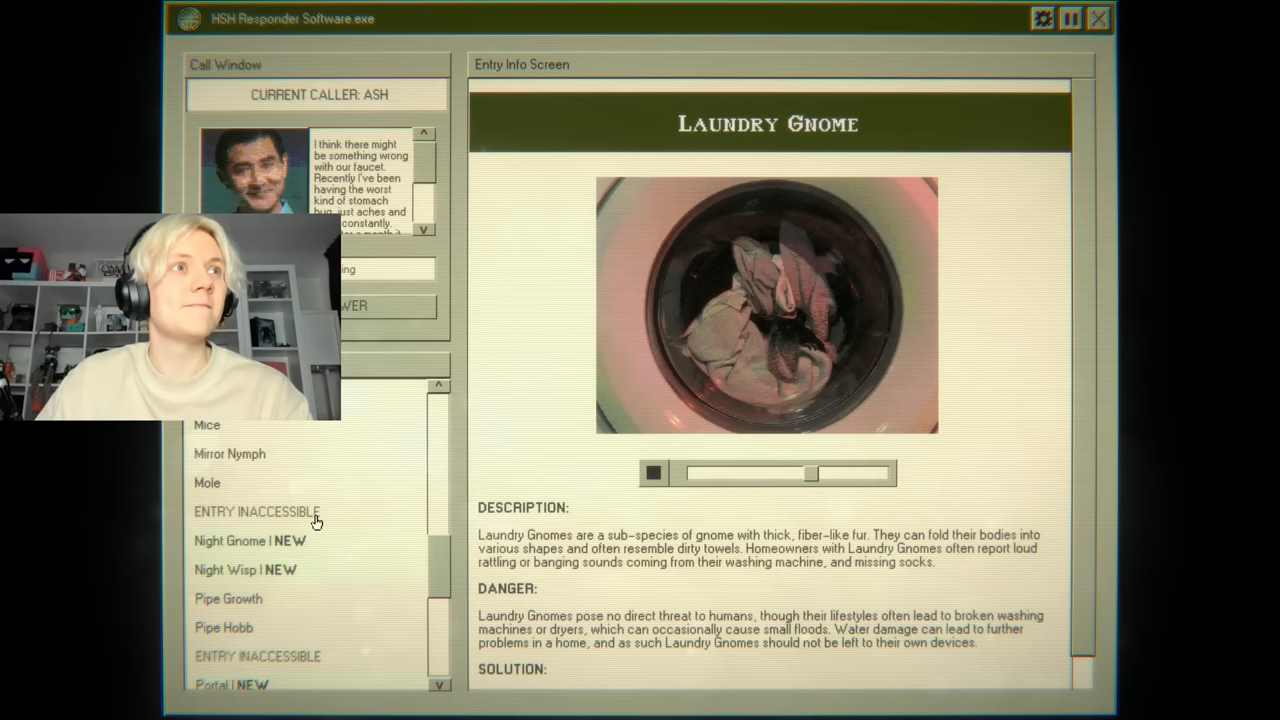 HSH Responder Software.exe
Call Window
CURRENT CALLER: ASH
I think there might
be something wrong
with our faucet.
Recently I've been
having the worst
kind of stomach
bug, just aches and
constantly.
ing
WER
Mice
Mirror Nymph
Mole
ENTRY INACCESSIBLE
Night Gnome | NEW
Night Wisp | NEW
Pipe Growth
Pipe Hobb
ENTRY INACCESSIBLE
Portal | NEW
Entry Info Screen
LAUNDRY GNOME
DESCRIPTION:
Laundry Gnomes are a sub-species of gnome with thick, fiber-like fur. They can fold their bodies into
various shapes and often resemble dirty towels. Homeowners with Laundry Gnomes often report loud
rattling or banging sounds coming from their washing machine, and missing socks.
DANGER:
Laundry Gnomes pose no direct threat to humans, though their lifestyles often lead to broken washing
machines or dryers, which can occasionally cause small floods. Water damage can lead to further
problems in a home, and as such Laundry Gnomes should not be left to their own devices.
SOLUTION: